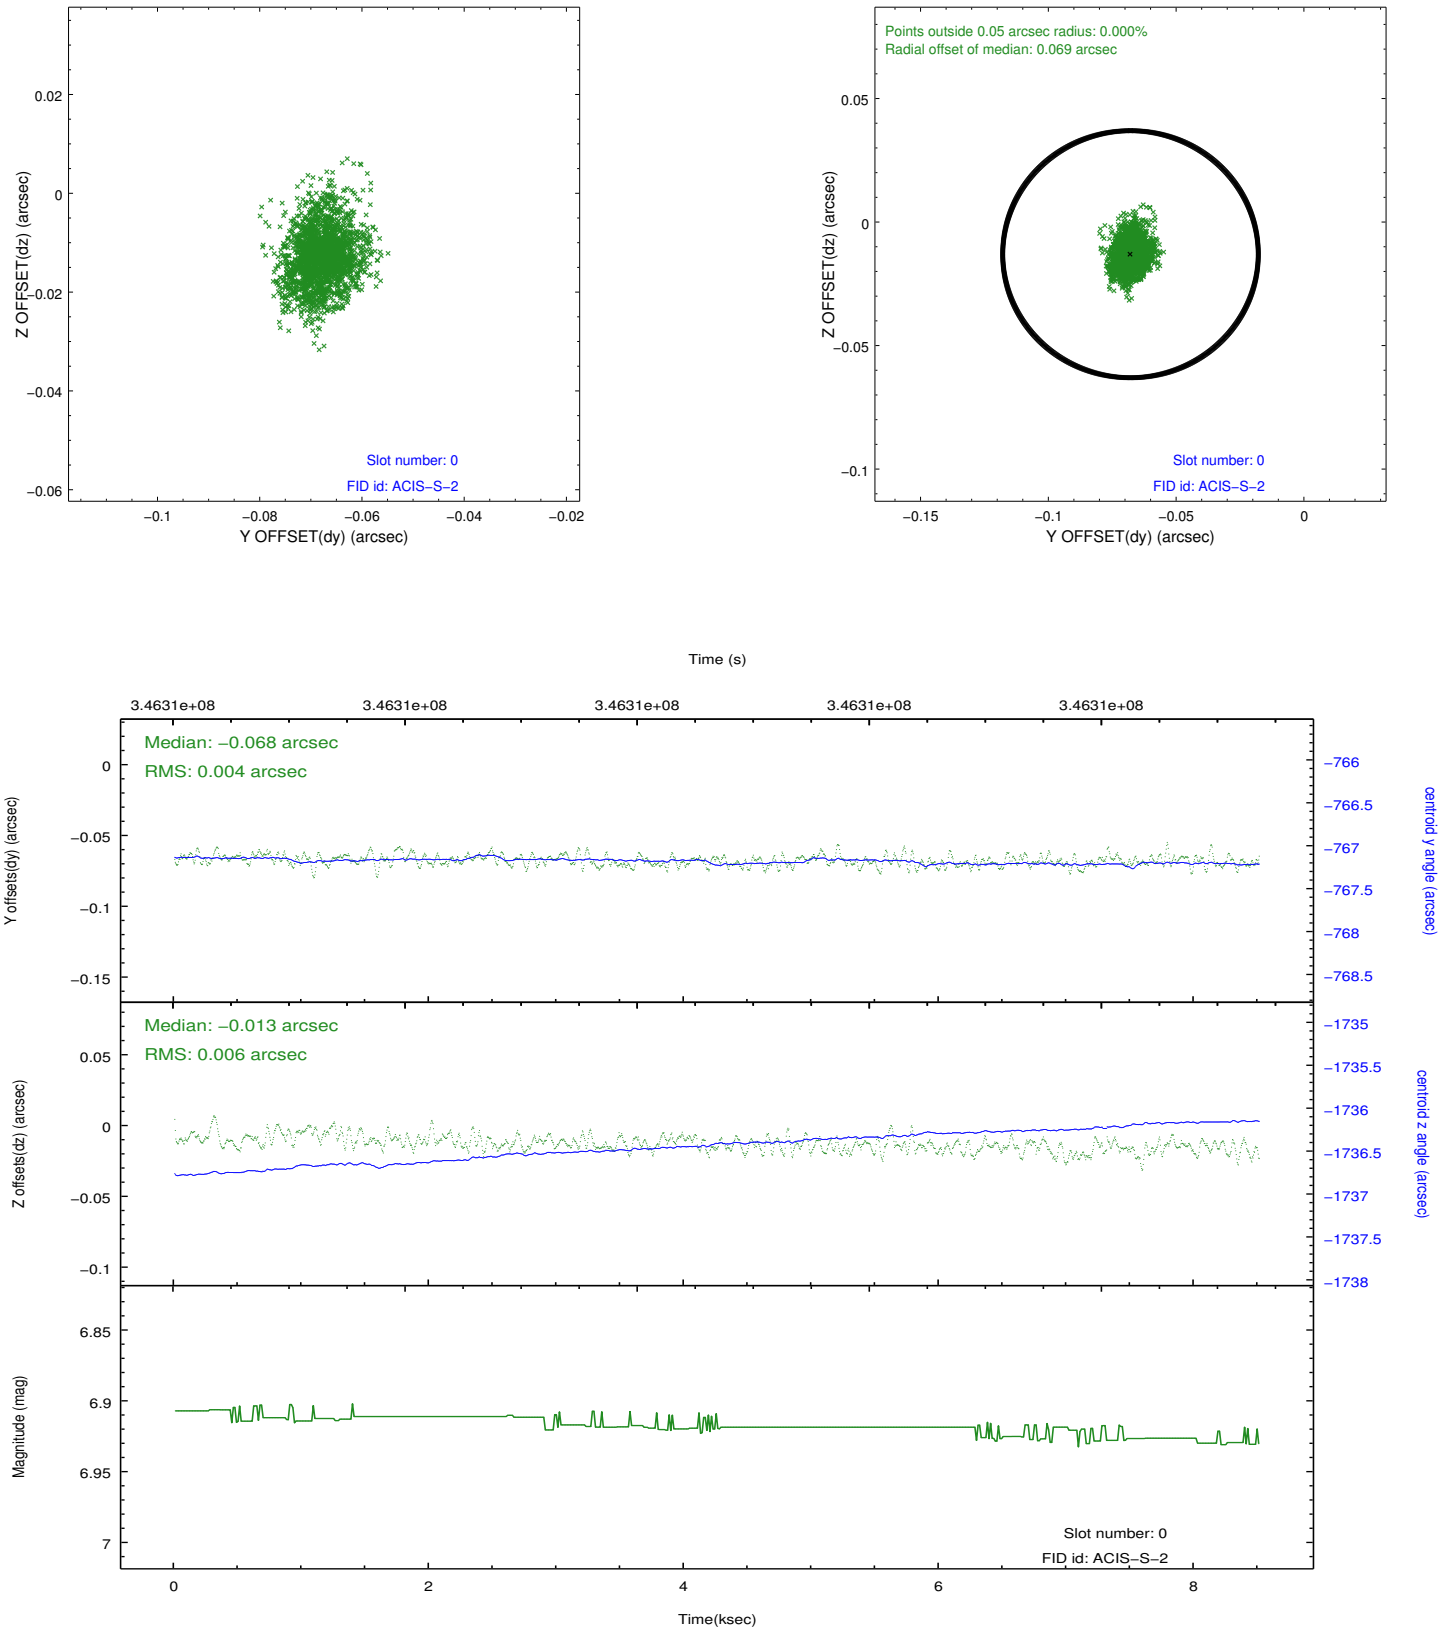 0.02
0
−0.02
−0.04
−0.06
Z OFFSET(dz) (arcsec)
Slot number: 0
FID id: ACIS−S−2
−0.1
−0.08
−0.06
−0.04
−0.02
Y OFFSET(dy) (arcsec)
Points outside 0.05 arcsec radius: 0.000%
Radial offset of median: 0.069 arcsec
0.05
0
−0.05
−0.1
Z OFFSET(dz) (arcsec)
Slot number: 0
FID id: ACIS−S−2
−0.15
−0.1
−0.05
0
Y OFFSET(dy) (arcsec)
Time (s)
3.4631e+08
3.4631e+08
3.4631e+08
3.4631e+08
3.4631e+08
Median: −0.068 arcsec
RMS: 0.004 arcsec
0
−0.05
−0.1
−0.15
Y offsets(dy) (arcsec)
−766
−766.5
−767
−767.5
−768
−768.5
centroid y angle (arcsec)
Median: −0.013 arcsec
RMS: 0.006 arcsec
0.05
0
−0.05
−0.1
Z offsets(dz) (arcsec)
−1735
−1735.5
−1736
−1736.5
−1737
−1737.5
−1738
centroid z angle (arcsec)
6.85
6.9
6.95
7
Magnitude (mag)
Slot number: 0
FID id: ACIS−S−2
0
2
4
6
8
Time(ksec)